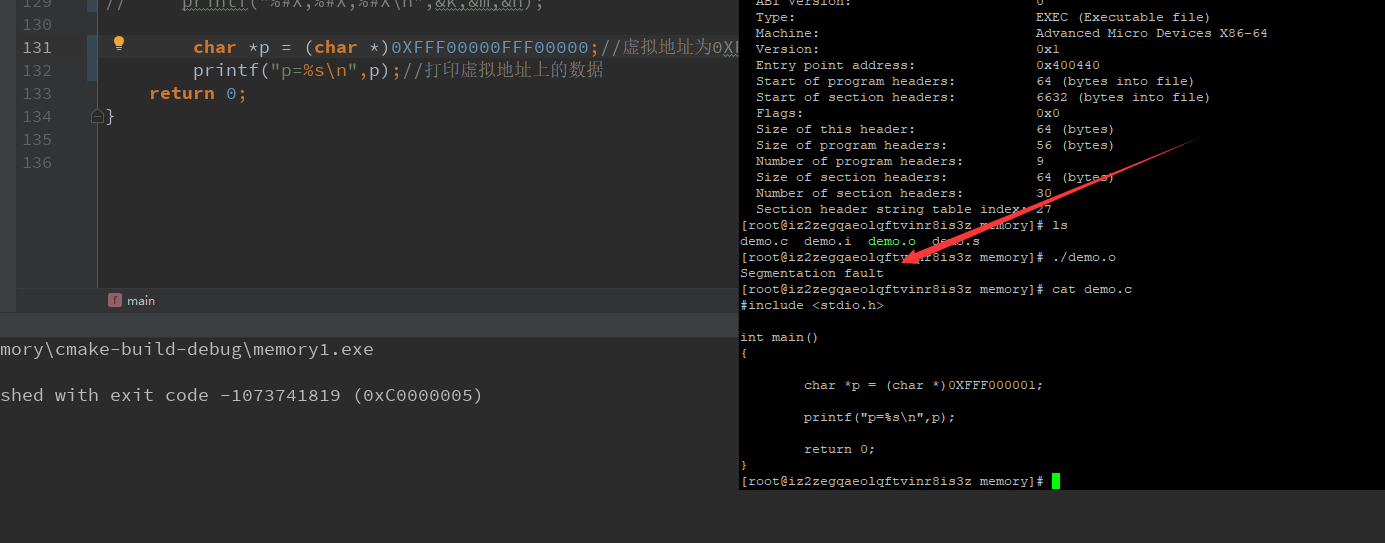 129 // printf("%#X,%#X,%#X\n",&k,&m,&n);
130
131 char *p = (char *)0XFFF00000FFF00000;//虚拟地址为0XF
132 printf("p=%s\n",p);//打印虚拟地址上的数据
133 return 0;
134 }
135
136
f main
mory\cmake-build-debug\memory1.exe
shed with exit code -1073741819 (0xC0000005)
ABI Version: 0
Type: EXEC (Executable file)
Machine: Advanced Micro Devices X86-64
Version: 0x1
Entry point address: 0x400440
Start of program headers: 64 (bytes into file)
Start of section headers: 6632 (bytes into file)
Flags: 0x0
Size of this header: 64 (bytes)
Size of program headers: 56 (bytes)
Number of program headers: 9
Size of section headers: 64 (bytes)
Number of section headers: 30
Section header string table index: 27
[root@iz2zegqaeolqftvinr8is3z memory]# ls
demo.c demo.i demo.o demo.s
[root@iz2zegqaeolqftvinr8is3z memory]# ./demo.o
Segmentation fault
[root@iz2zegqaeolqftvinr8is3z memory]# cat demo.c
#include <stdio.h>
int main()
{
char *p = (char *)0XFFF000001;
printf("p=%s\n",p);
return 0;
}
[root@iz2zegqaeolqftvinr8is3z memory]#